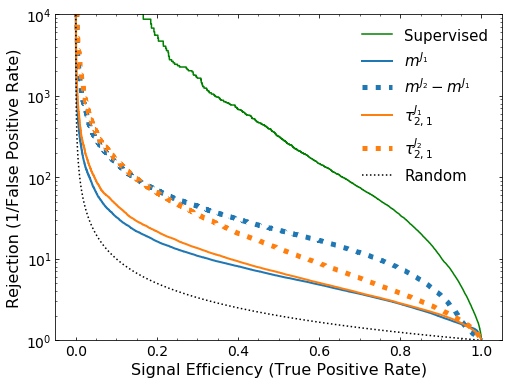 10⁴
10³
10²
10¹
10⁰
Rejection (1/False Positive Rate)
Supervised
m^{J₁}
m^{J₂} − m^{J₁}
τ^{J₁}_{2,1}
τ^{J₂}_{2,1}
Random
0.0 0.2 0.4 0.6 0.8 1.0
Signal Efficiency (True Positive Rate)